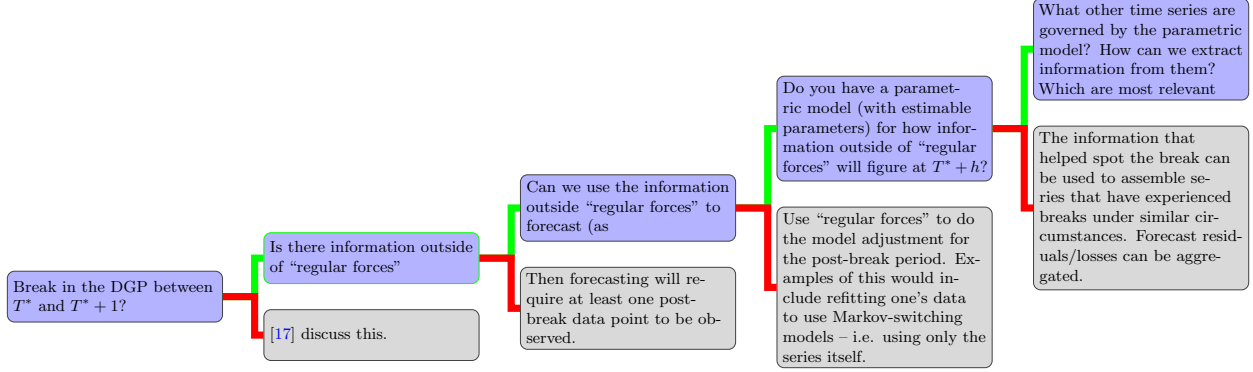 Break in the DGP between
T* and T* + 1?
Is there information outside
of “regular forces”
[17] discuss this.
Can we use the information
outside “regular forces” to
forecast (as
Then forecasting will re-
quire at least one post-
break data point to be ob-
served.
Do you have a paramet-
ric model (with estimable
parameters) for how infor-
mation outside of “regular
forces” will figure at T* + h?
Use “regular forces” to do
the model adjustment for
the post-break period. Ex-
amples of this would in-
clude refitting one’s data
to use Markov-switching
models – i.e. using only the
series itself.
What other time series are
governed by the parametric
model? How can we extract
information from them?
Which are most relevant
The information that
helped spot the break can
be used to assemble se-
ries that have experienced
breaks under similar cir-
cumstances. Forecast resid-
uals/losses can be aggre-
gated.